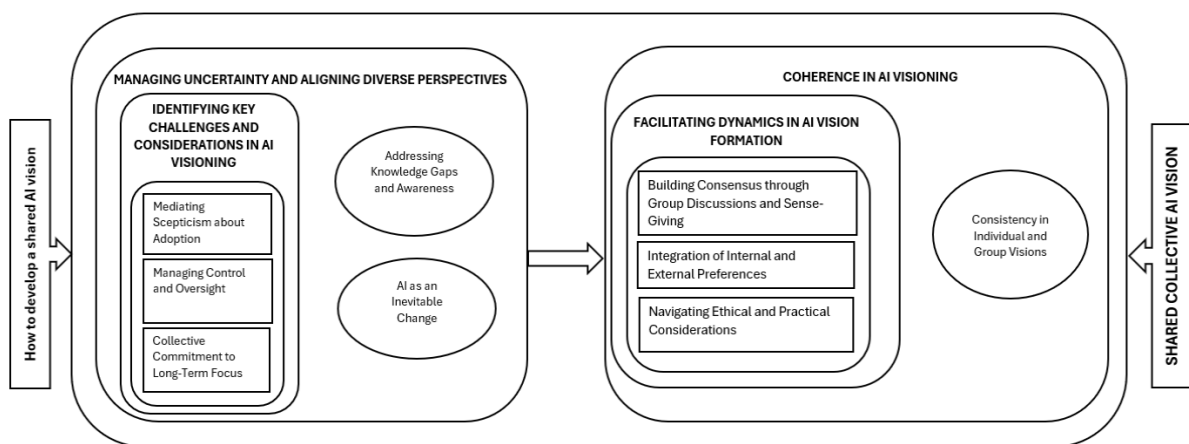 How to develop a shared AI vision
MANAGING UNCERTAINTY AND ALIGNING DIVERSE PERSPECTIVES
IDENTIFYING KEY
CHALLENGES AND
CONSIDERATIONS IN AI
VISIONING
Mediating
Scepticism about
Adoption
Managing Control
and Oversight
Collective
Commitment to
Long-Term Focus
Addressing
Knowledge Gaps
and Awareness
AI as an
Inevitable
Change
COHERENCE IN AI VISIONING
FACILITATING DYNAMICS IN AI VISION
FORMATION
Building Consensus through
Group Discussions and Sense-
Giving
Integration of Internal and
External Preferences
Navigating Ethical and Practical
Considerations
Consistency in
Individual and
Group Visions
SHARED COLLECTIVE AI VISION